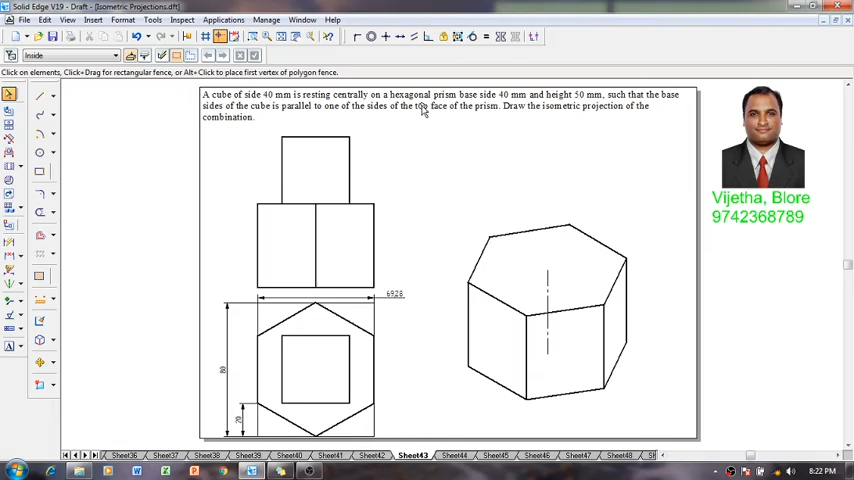 Solid Edge V19 - Draft - [Isometric Projections.dft]
File Edit View Insert Format Tools Inspect Applications Manage Window Help
Inside
Click on elements, Click+Drag for rectangular fence, or Alt+Click to place first vertex of polygon fence.
A cube of side 40 mm is resting centrally on a hexagonal prism base side 40 mm and height 50 mm, such that the base
sides of the cube is parallel to one of the sides of the top face of the prism. Draw the isometric projection of the
combination.
Vijetha, Blore
9742368789
69.28
80
20
Sheet36 Sheet37 Sheet38 Sheet39 Sheet40 Sheet41 Sheet42 Sheet43 Sheet44 Sheet45 Sheet46 Sheet47 Sheet48 Sh
8:22 PM